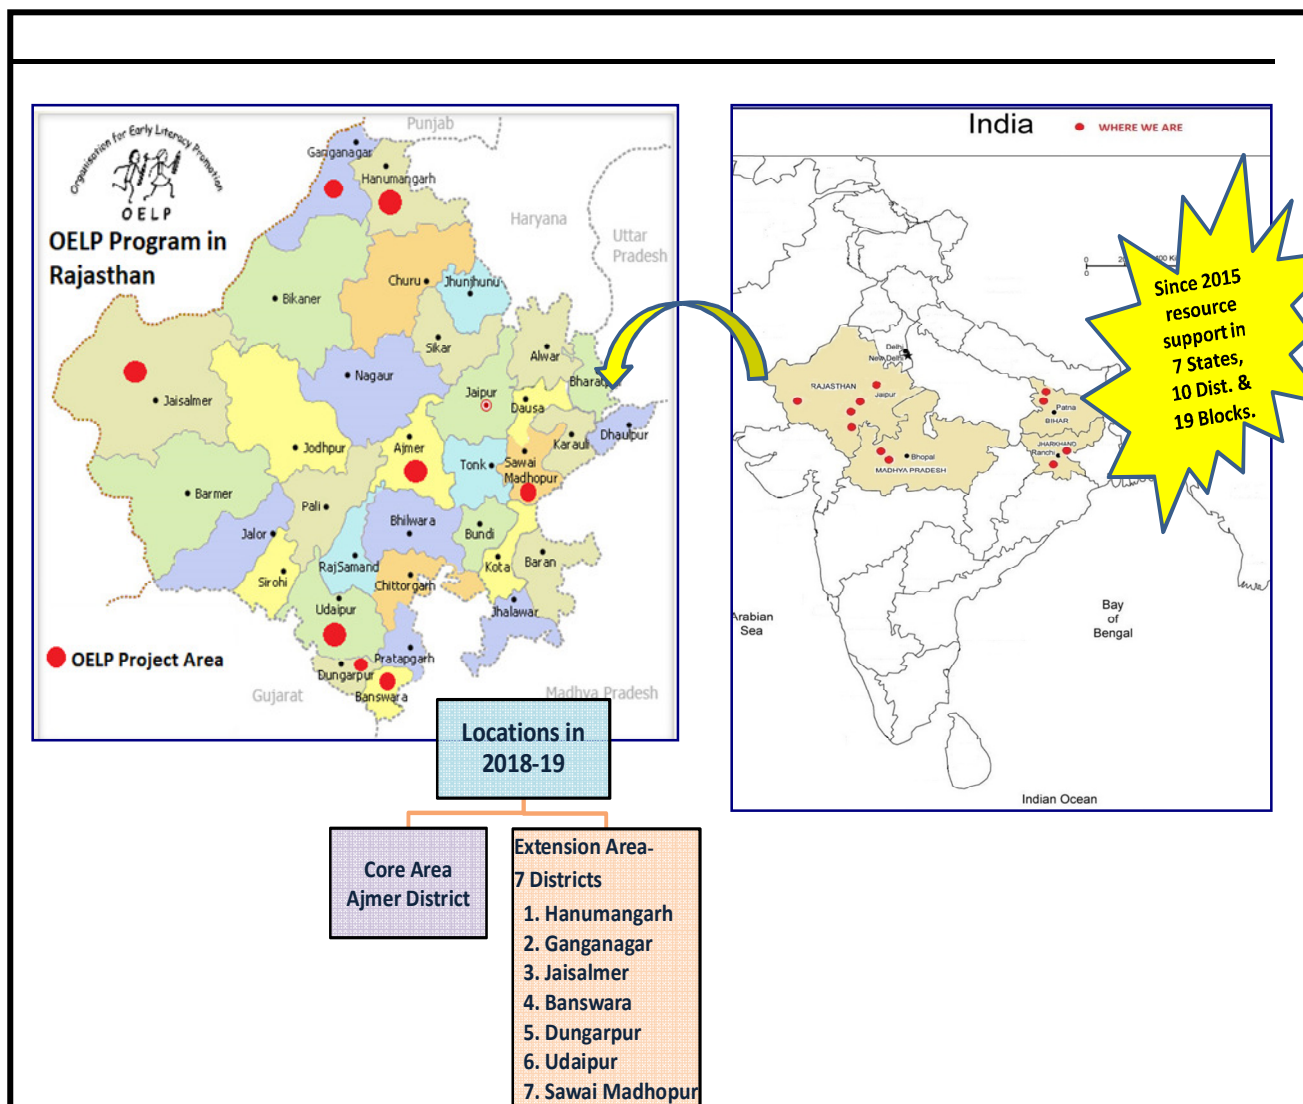 Organisation for Early Literacy Promotion
OELP
OELP Program in
Rajasthan
Punjab
Ganganagar
Hanumangarh
Haryana
Uttar
Pradesh
Churu
Jhunjhunu
Bikaner
Sikar
Alwar
Nagaur
Jaipur
Dausa
Jaisalmer
Karauli
Dhaulpur
Ajmer
Jodhpur
Tonk
Sawai
Madhopur
Barmer
Pali
Bhilwara
Jalor
Bundi
RajSamand
Kota
Baran
Sirohi
Chittorgarh
Udaipur
Jhalawar
Pratapgarh
OELP Project Area
Dungarpur
Gujarat
Banswara
Madhya Pradesh
India
WHERE WE ARE
0
Since 2015
resource
support in
7 States,
10 Dist. &
19 Blocks.
Delhi
New Delhi
RAJASTHAN
Jaipur
Patna
BIHAR
JHARKHAND
Ranchi
Bhopal
MADHYA PRADESH
Arabian
Sea
Bay
of
Bengal
Indian Ocean
Locations in
2018-19
Core Area
Ajmer District
Extension Area-
7 Districts
1. Hanumangarh
2. Ganganagar
3. Jaisalmer
4. Banswara
5. Dungarpur
6. Udaipur
7. Sawai Madhopur